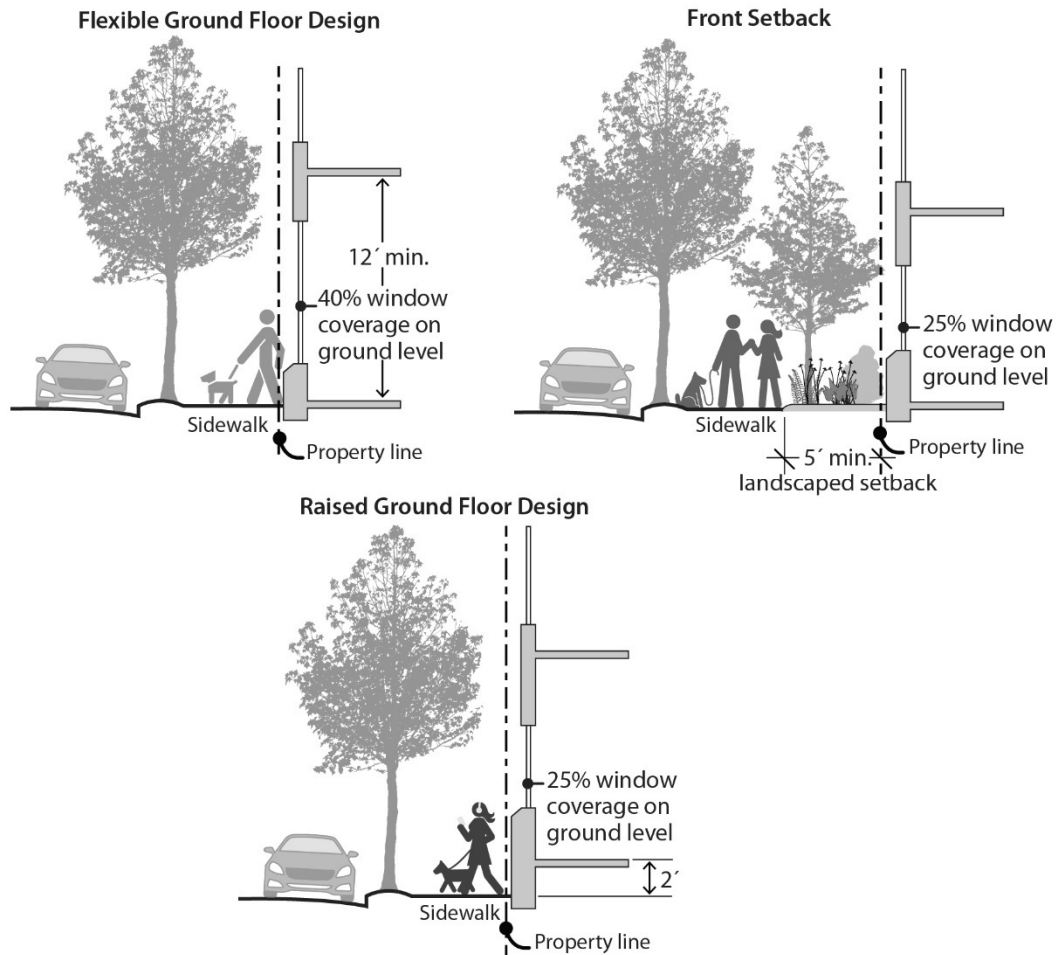 Flexible Ground Floor Design
12´ min.
40% window
coverage on
ground level
Sidewalk
Property line
Front Setback
25% window
coverage on
ground level
Sidewalk
Property line
5´ min.
landscaped setback
Raised Ground Floor Design
25% window
coverage on
ground level
2´
Sidewalk
Property line